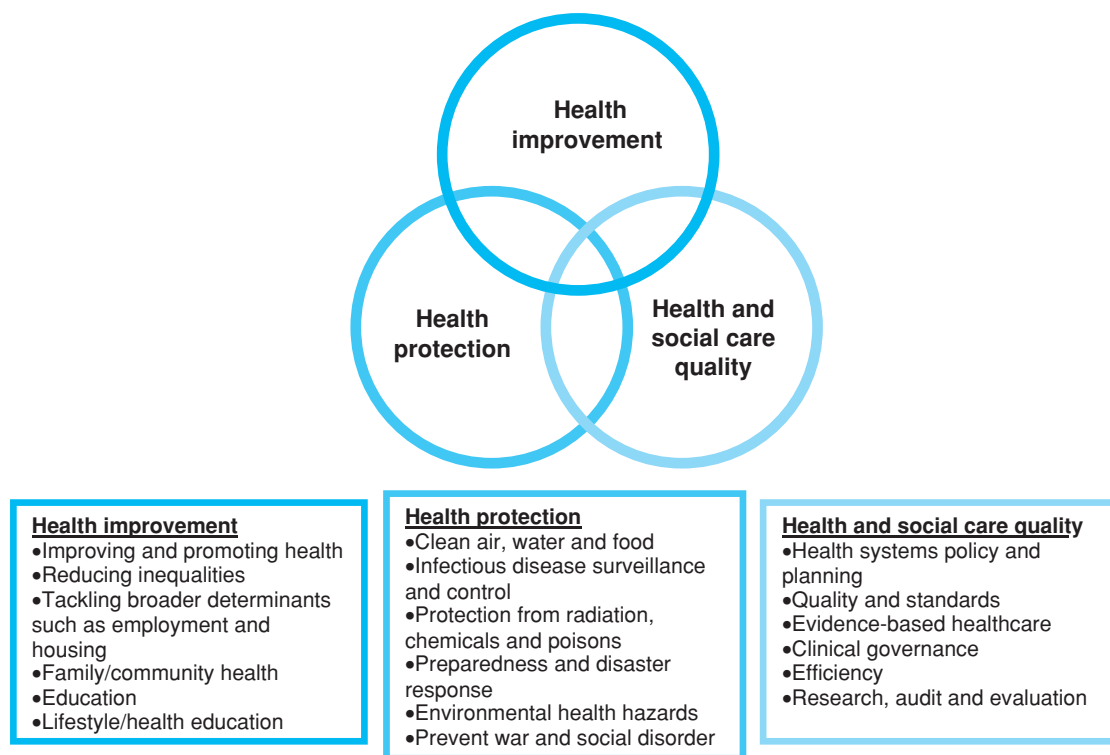 Health
improvement
Health
protection
Health and
social care
quality
Health improvement
•Improving and promoting health
•Reducing inequalities
•Tackling broader determinants
such as employment and
housing
•Family/community health
•Education
•Lifestyle/health education
Health protection
•Clean air, water and food
•Infectious disease surveillance
and control
•Protection from radiation,
chemicals and poisons
•Preparedness and disaster
response
•Environmental health hazards
•Prevent war and social disorder
Health and social care quality
•Health systems policy and
planning
•Quality and standards
•Evidence-based healthcare
•Clinical governance
•Efficiency
•Research, audit and evaluation